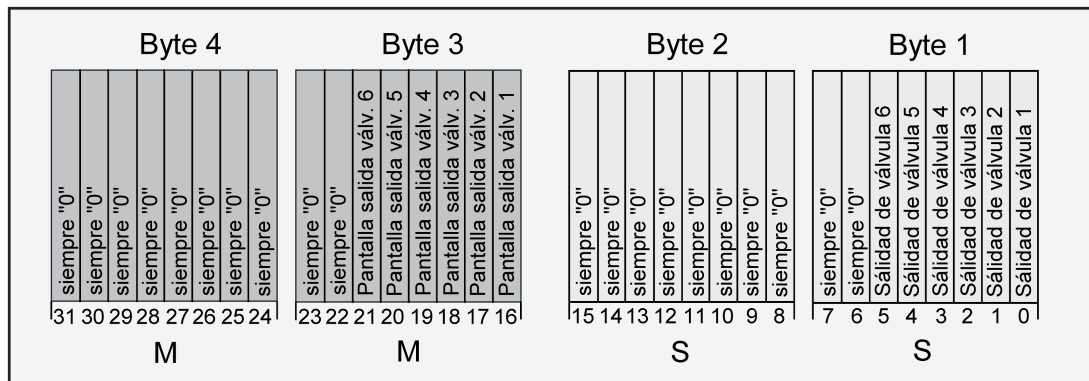 Byte 4
Byte 3
Byte 2
Byte 1
siempre "0"
siempre "0"
siempre "0"
siempre "0"
siempre "0"
siempre "0"
siempre "0"
siempre "0"
siempre "0"
siempre "0"
Pantalla salida válv. 6
Pantalla salida válv. 5
Pantalla salida válv. 4
Pantalla salida válv. 3
Pantalla salida válv. 2
Pantalla salida válv. 1
siempre "0"
siempre "0"
siempre "0"
siempre "0"
siempre "0"
siempre "0"
siempre "0"
siempre "0"
siempre "0"
siempre "0"
Sálidad de válvula 6
Sálidad de válvula 5
Sálidad de válvula 4
Sálidad de válvula 3
Sálidad de válvula 2
Sálidad de válvula 1
31 30 29 28 27 26 25 24
23 22 21 20 19 18 17 16
15 14 13 12 11 10 9 8
7 6 5 4 3 2 1 0
M
M
S
S